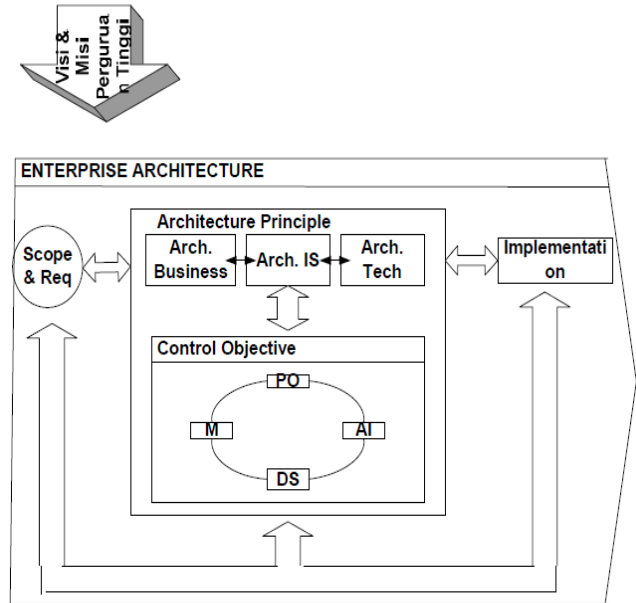 Visi &
Misi
Pergurua
n Tinggi
ENTERPRISE ARCHITECTURE
Architecture Principle
Scope
& Req
Arch.
Business
Arch. IS
Arch.
Tech
Implementati
on
Control Objective
PO
M
AI
DS